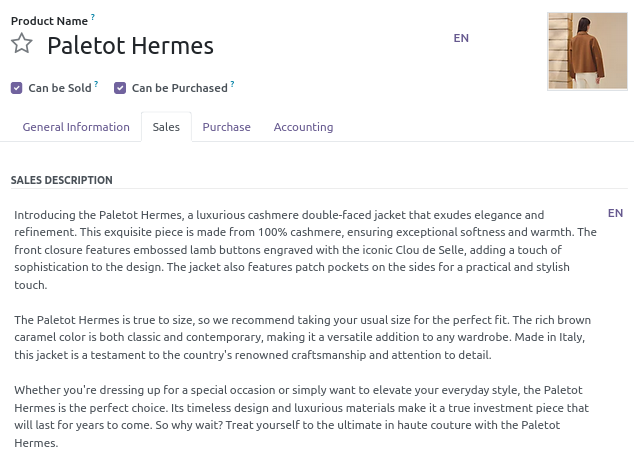 Product Name ?
Paletot Hermes
EN
Can be Sold ? Can be Purchased ?
General Information Sales Purchase Accounting
SALES DESCRIPTION
Introducing the Paletot Hermes, a luxurious cashmere double-faced jacket that exudes elegance and EN
refinement. This exquisite piece is made from 100% cashmere, ensuring exceptional softness and warmth. The
front closure features embossed lamb buttons engraved with the iconic Clou de Selle, adding a touch of
sophistication to the design. The jacket also features patch pockets on the sides for a practical and stylish
touch.
The Paletot Hermes is true to size, so we recommend taking your usual size for the perfect fit. The rich brown
caramel color is both classic and contemporary, making it a versatile addition to any wardrobe. Made in Italy,
this jacket is a testament to the country's renowned craftsmanship and attention to detail.
Whether you're dressing up for a special occasion or simply want to elevate your everyday style, the Paletot
Hermes is the perfect choice. Its timeless design and luxurious materials make it a true investment piece that
will last for years to come. So why wait? Treat yourself to the ultimate in haute couture with the Paletot
Hermes.